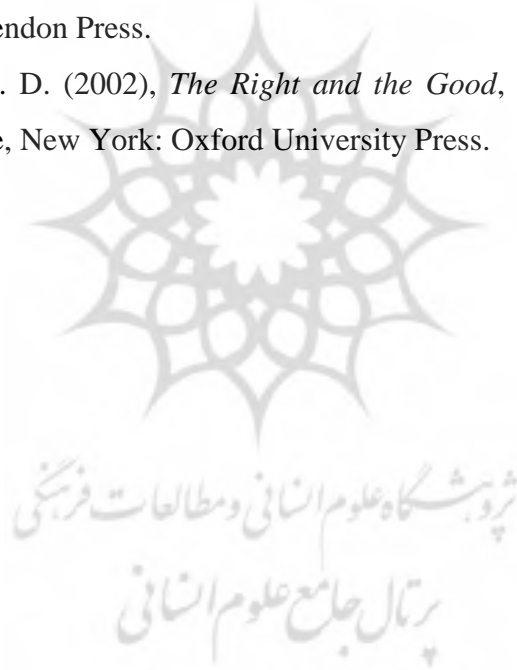 endon Press.
. D. (2002), The Right and the Good,
e, New York: Oxford University Press.
پژوهشگاه علوم انسانی و مطالعات فرهنگی
پرتال جامع علوم انسانی